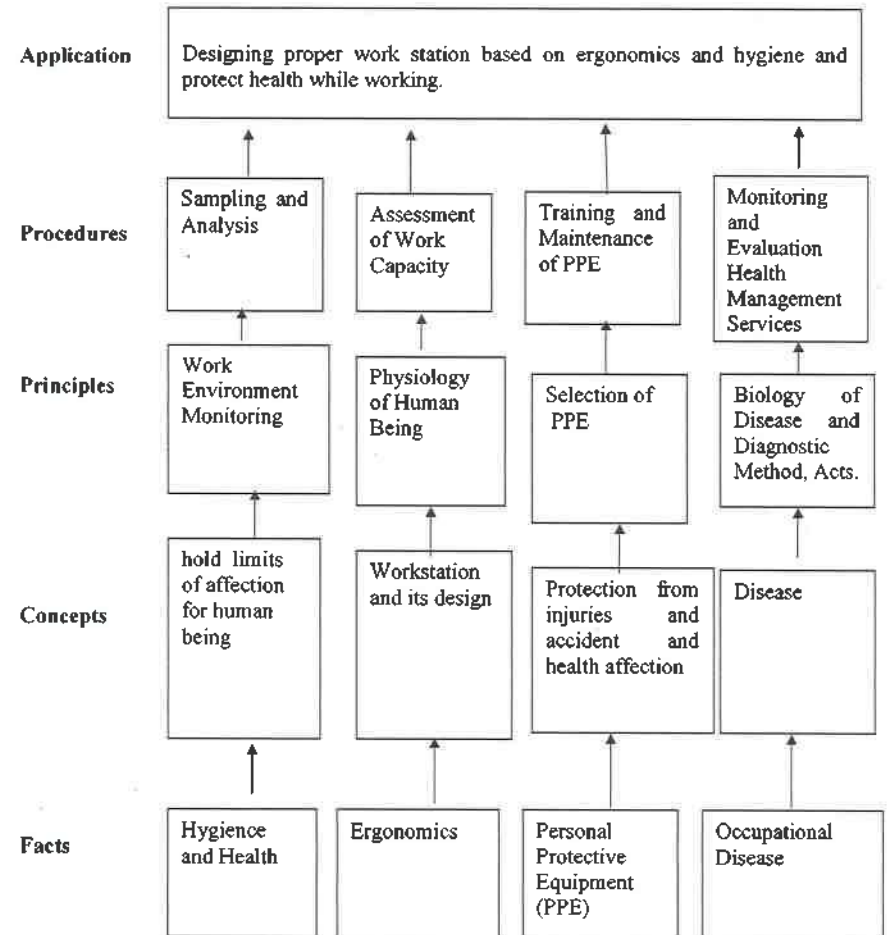 Application
Designing proper work station based on ergonomics and hygiene and
protect health while working.
Procedures
Sampling and
Analysis
Assessment
of Work
Capacity
Training and
Maintenance
of PPE
Monitoring
and
Evaluation
Health
Management
Services
Principles
Work
Environment
Monitoring
Physiology
of Human
Being
Selection of
PPE
Biology of
Disease and
Diagnostic
Method, Acts.
Concepts
hold limits
of affection
for human
being
Workstation
and its design
Protection from
injuries and
accident and
health affection
Disease
Facts
Hygience
and Health
Ergonomics
Personal
Protective
Equipment
(PPE)
Occupational
Disease